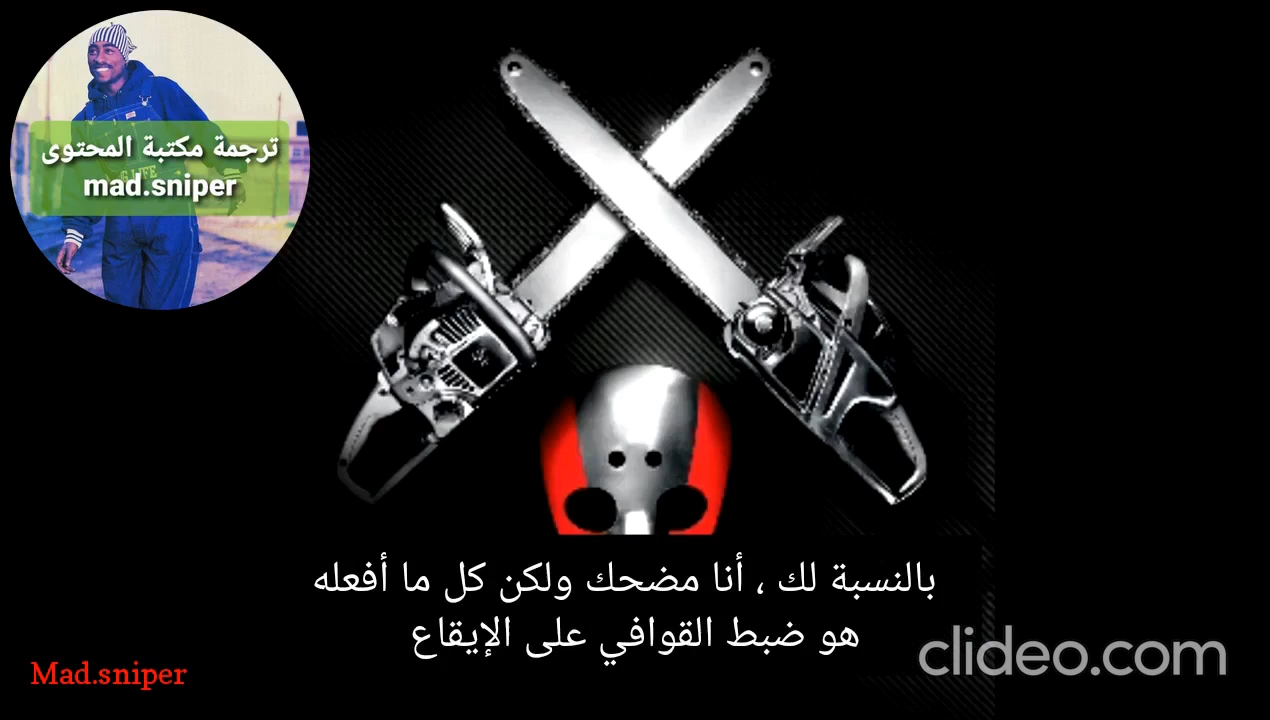 ترجمة مكتبة المحتوى
mad.sniper
بالنسبة لك ، أنا مضحك ولكن كل ما أفعله
هو ضبط القوافي على الإيقاع
Mad.sniper
clideo.com